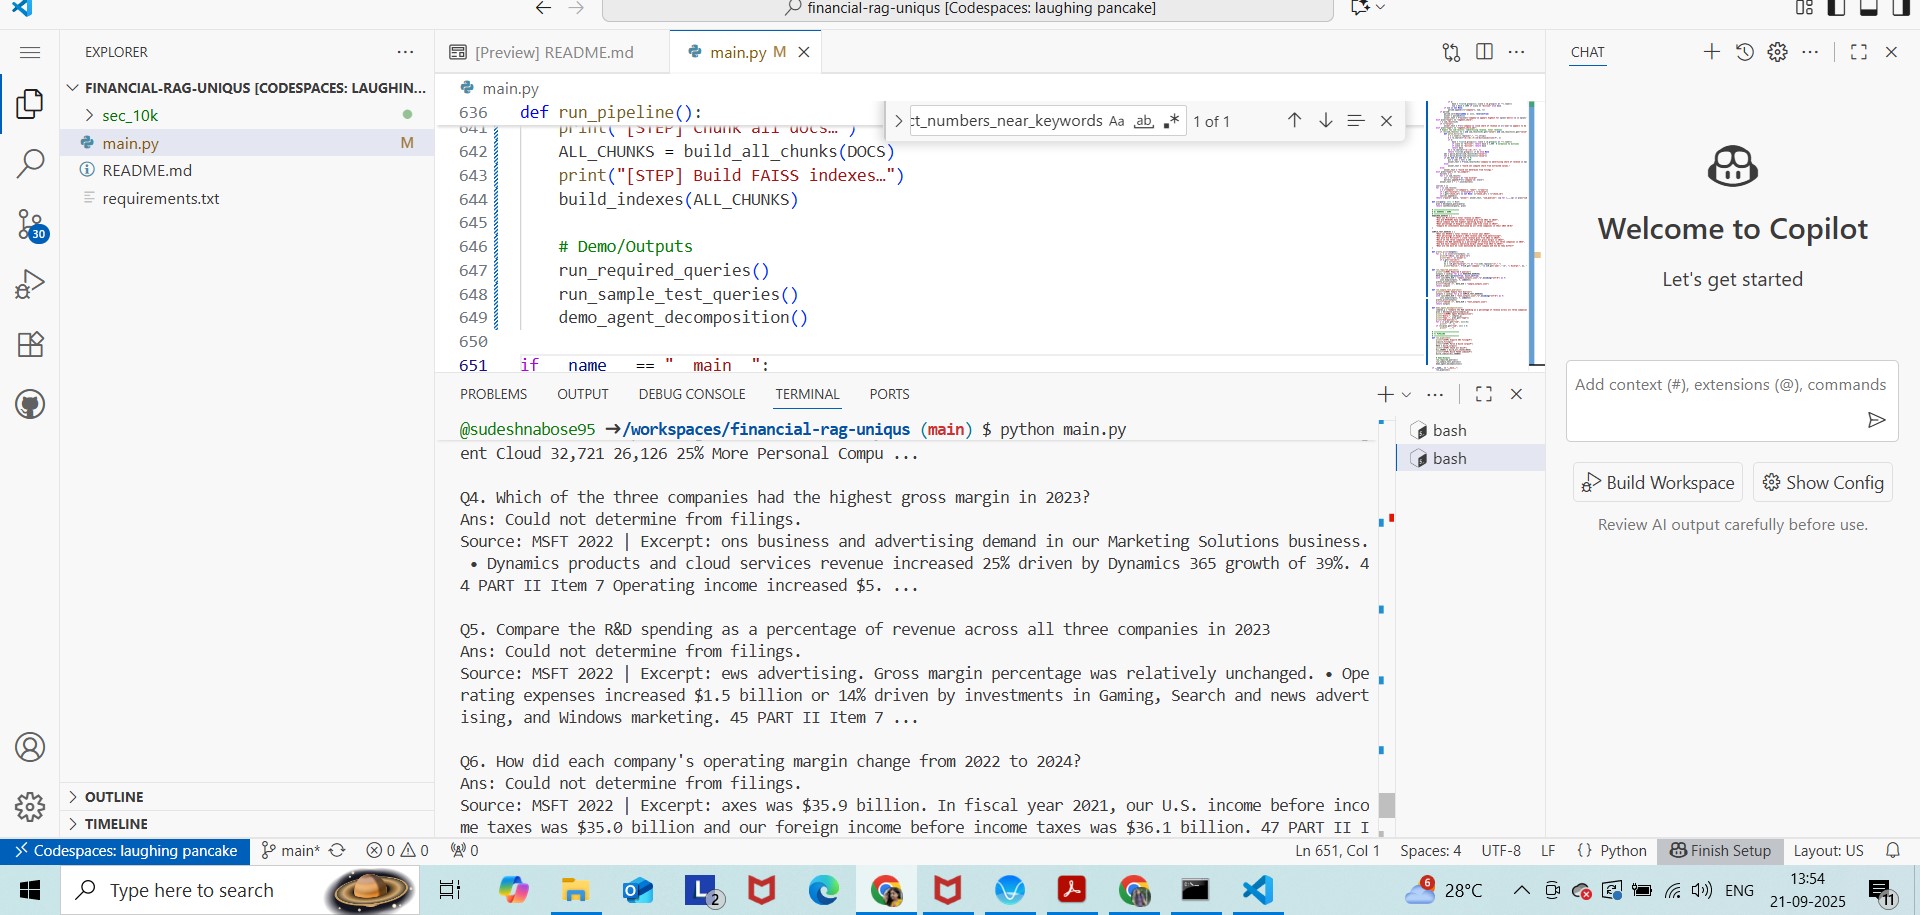 financial-rag-uniqus [Codespaces: laughing pancake]
EXPLORER
FINANCIAL-RAG-UNIQUS [CODESPACES: LAUGHIN...
sec_10k
main.py M
README.md
requirements.txt
OUTLINE
TIMELINE
[Preview] README.md
main.py M
main.py
ct_numbers_near_keywords Aa ab 1 of 1
636 def run_pipeline():
641 print("[STEP] Chunk all docs…")
642 ALL_CHUNKS = build_all_chunks(DOCS)
643 print("[STEP] Build FAISS indexes…")
644 build_indexes(ALL_CHUNKS)
645
646 # Demo/Outputs
647 run_required_queries()
648 run_sample_test_queries()
649 demo_agent_decomposition()
650
651 if __name__ == "__main__":
PROBLEMS OUTPUT DEBUG CONSOLE TERMINAL PORTS
@sudeshnabose95 →/workspaces/financial-rag-uniqus (main) $ python main.py
ent Cloud 32,721 26,126 25% More Personal Compu ...
Q4. Which of the three companies had the highest gross margin in 2023?
Ans: Could not determine from filings.
Source: MSFT 2022 | Excerpt: ons business and advertising demand in our Marketing Solutions business.
• Dynamics products and cloud services revenue increased 25% driven by Dynamics 365 growth of 39%. 4
4 PART II Item 7 Operating income increased $5. ...
Q5. Compare the R&D spending as a percentage of revenue across all three companies in 2023
Ans: Could not determine from filings.
Source: MSFT 2022 | Excerpt: ews advertising. Gross margin percentage was relatively unchanged. • Ope
rating expenses increased $1.5 billion or 14% driven by investments in Gaming, Search and news advert
ising, and Windows marketing. 45 PART II Item 7 ...
Q6. How did each company's operating margin change from 2022 to 2024?
Ans: Could not determine from filings.
Source: MSFT 2022 | Excerpt: axes was $35.9 billion. In fiscal year 2021, our U.S. income before inco
me taxes was $35.0 billion and our foreign income before income taxes was $36.1 billion. 47 PART II I
bash
bash
CHAT
Welcome to Copilot
Let's get started
Add context (#), extensions (@), commands
Build Workspace
Show Config
Review AI output carefully before use.
30
Codespaces: laughing pancake main* 0 0 0
Ln 651, Col 1 Spaces: 4 UTF-8 LF {} Python Finish Setup Layout: US
Type here to search
L 2
6
28°C
ENG
13:54
21-09-2025
11